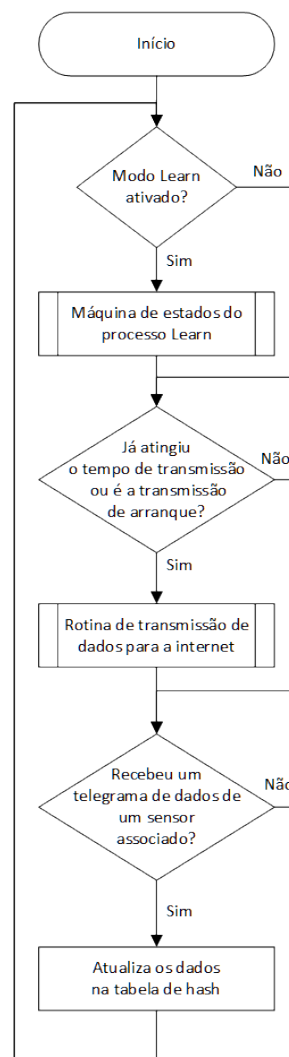 Início
Modo Learn
ativado?
Não
Sim
Máquina de estados do
processo Learn
Já atingiu
o tempo de transmissão
ou é a transmissão
de arranque?
Não
Sim
Rotina de transmissão de
dados para a internet
Recebeu um
telegrama de dados de
um sensor
associado?
Não
Sim
Atualiza os dados
na tabela de hash